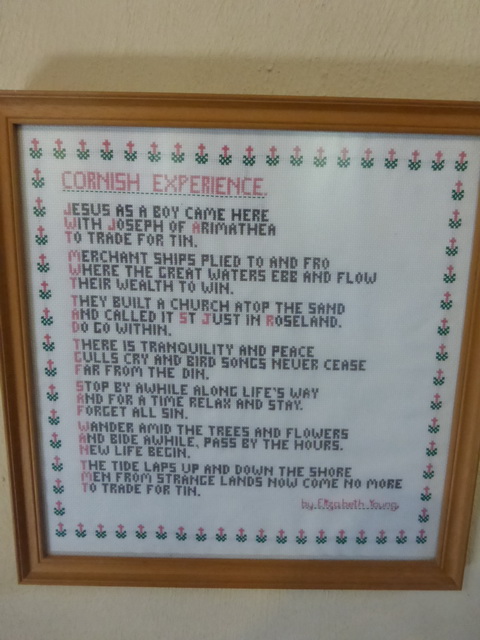 CORNISH EXPERIENCE.
JESUS AS A BOY CAME HERE
WITH JOSEPH OF ARIMATHEA
TO TRADE FOR TIN.
MERCHANT SHIPS PLIED TO AND FRO
WHERE THE GREAT WATERS EBB AND FLOW
THEIR WEALTH TO WIN.
THEY BUILT A CHURCH ATOP THE SAND
AND CALLED IT ST JUST IN ROSELAND.
DO GO WITHIN.
THERE IS TRANQUILITY AND PEACE
GULLS CRY AND BIRD SONGS NEVER CEASE
FAR FROM THE DIN.
STOP BY AWHILE ALONG LIFE'S WAY
AND FOR A TIME RELAX AND STAY.
FORGET ALL SIN.
WANDER AMID THE TREES AND FLOWERS
AND BIDE AWHILE, PASS BY THE HOURS.
NEW LIFE BEGIN.
THE TIDE LAPS UP AND DOWN THE SHORE
MEN FROM STRANGE LANDS NOW COME NO MORE
TO TRADE FOR TIN.
by Elizabeth Young.